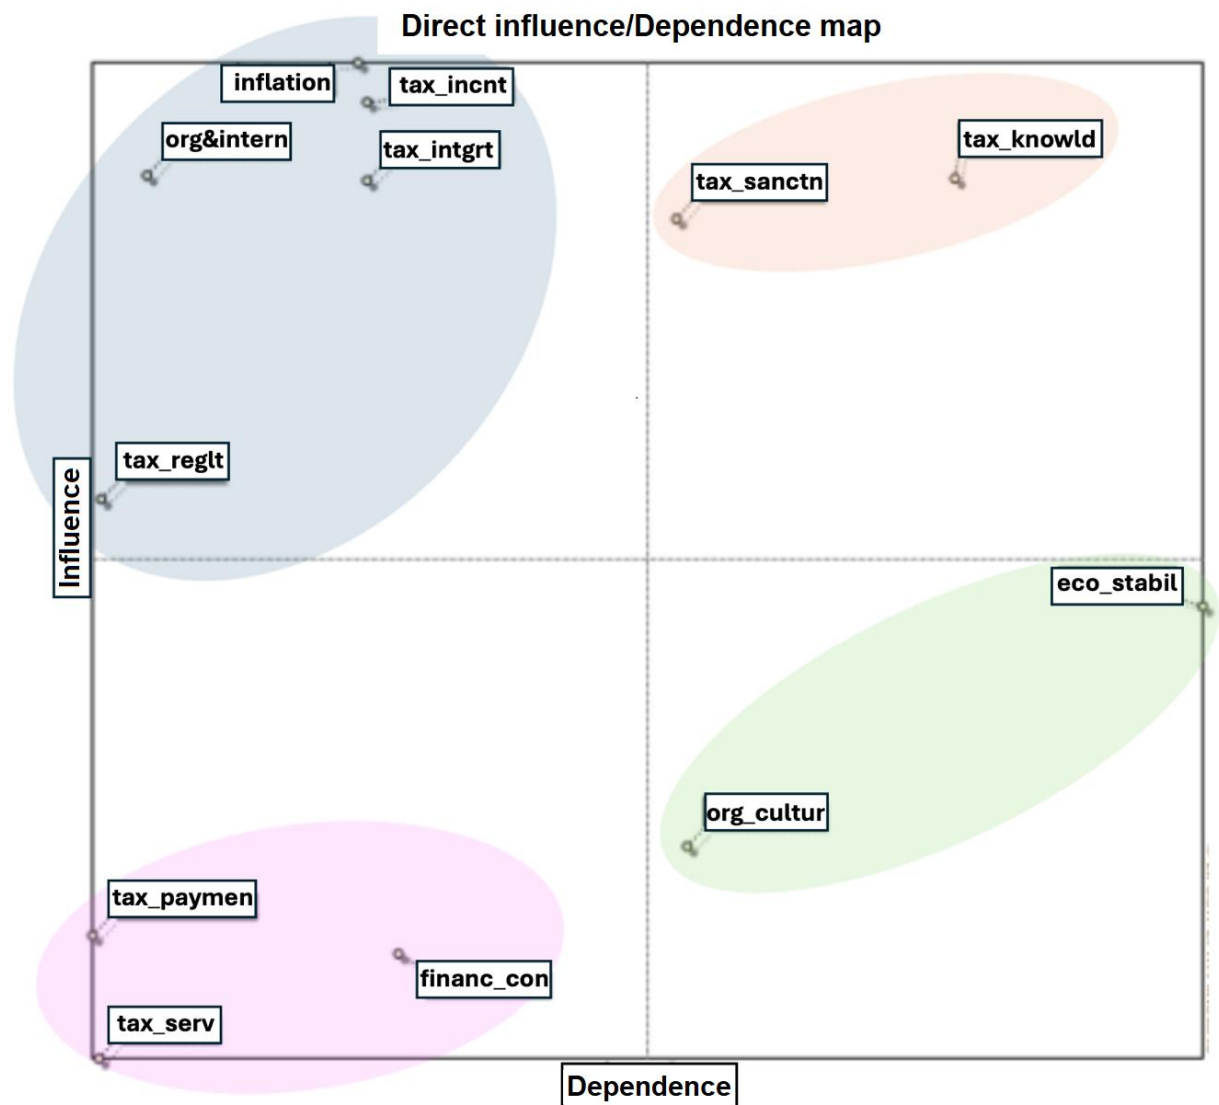 Direct influence/Dependence map
inflation
tax_incnt
org&intern
tax_intgrt
tax_knowld
tax_sanctn
tax_reglt
Influence
eco_stabil
org_cultur
tax_paymen
financ_con
tax_serv
Dependence